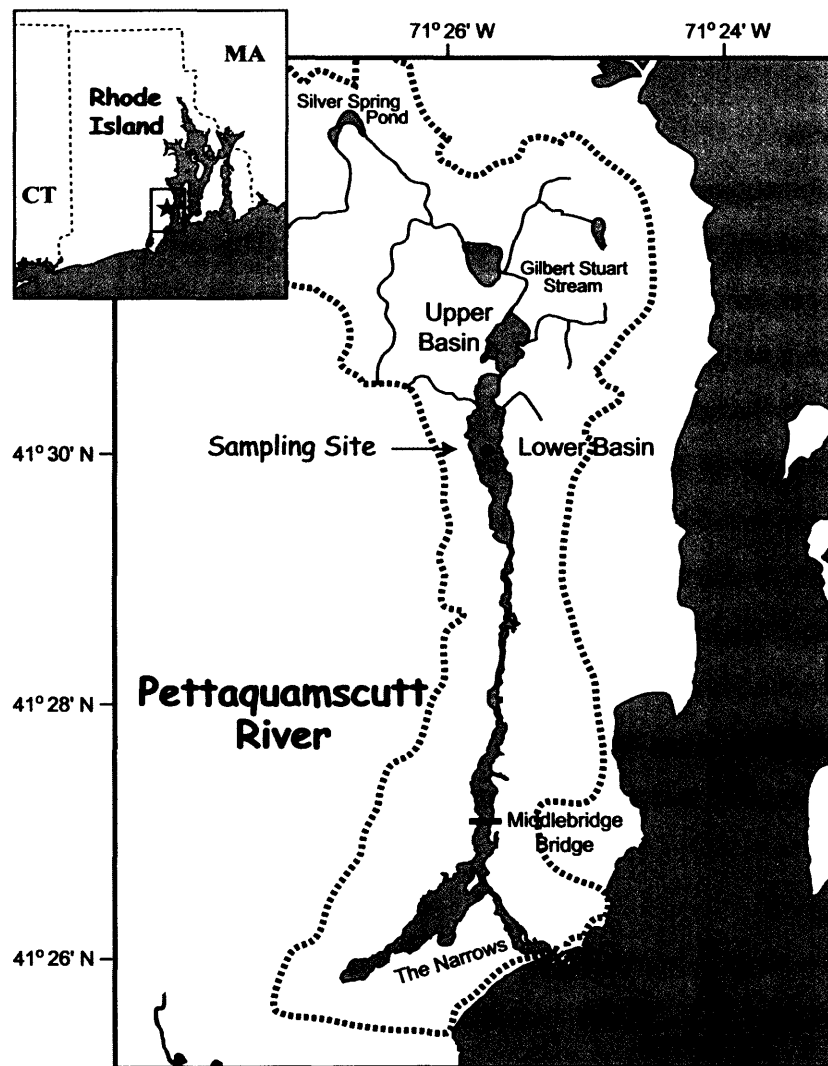 71° 26' W
71° 24' W
MA
Rhode
Island
CT
Silver Spring
Pond
Gilbert Stuart
Stream
Upper
Basin
41° 30' N
Sampling Site
Lower Basin
41° 28' N
Pettaquamscutt
River
Middlebridge
Bridge
41° 26' N
The Narrows